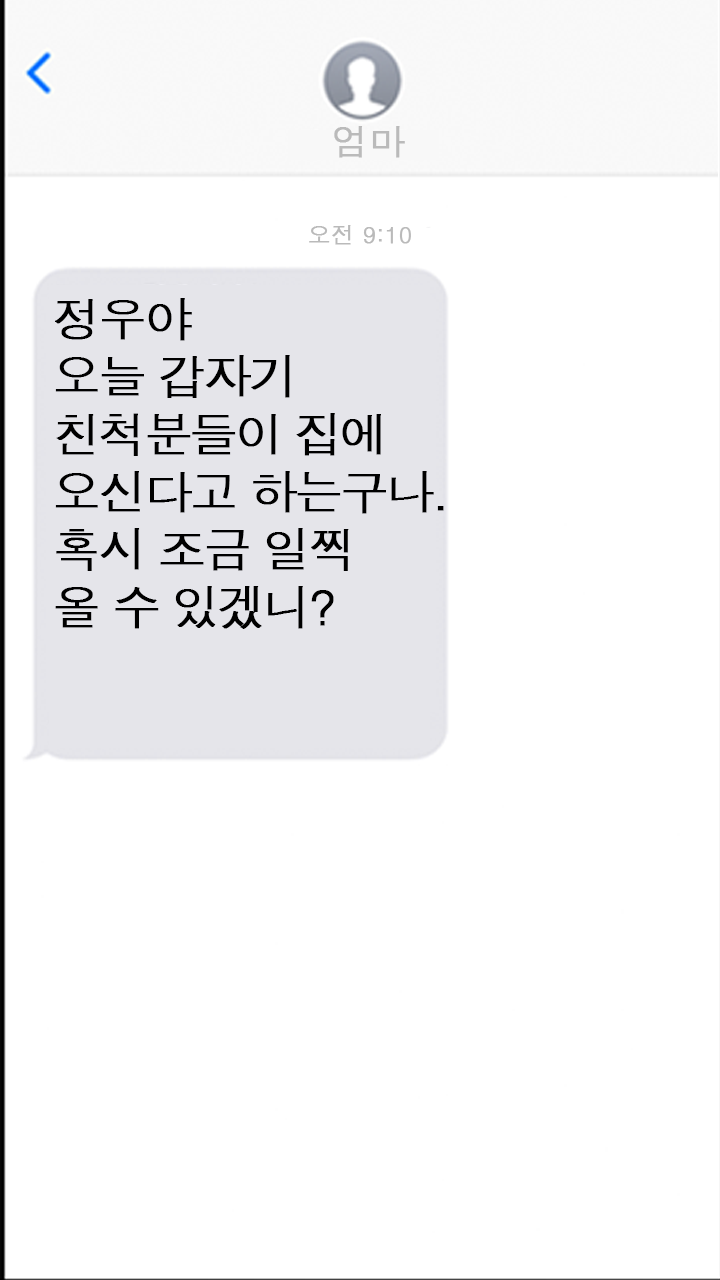 엄마
오전 9:10
정우야
오늘 갑자기
친척분들이 집에
오신다고 하는구나.
혹시 조금 일찍
올 수 있겠니?